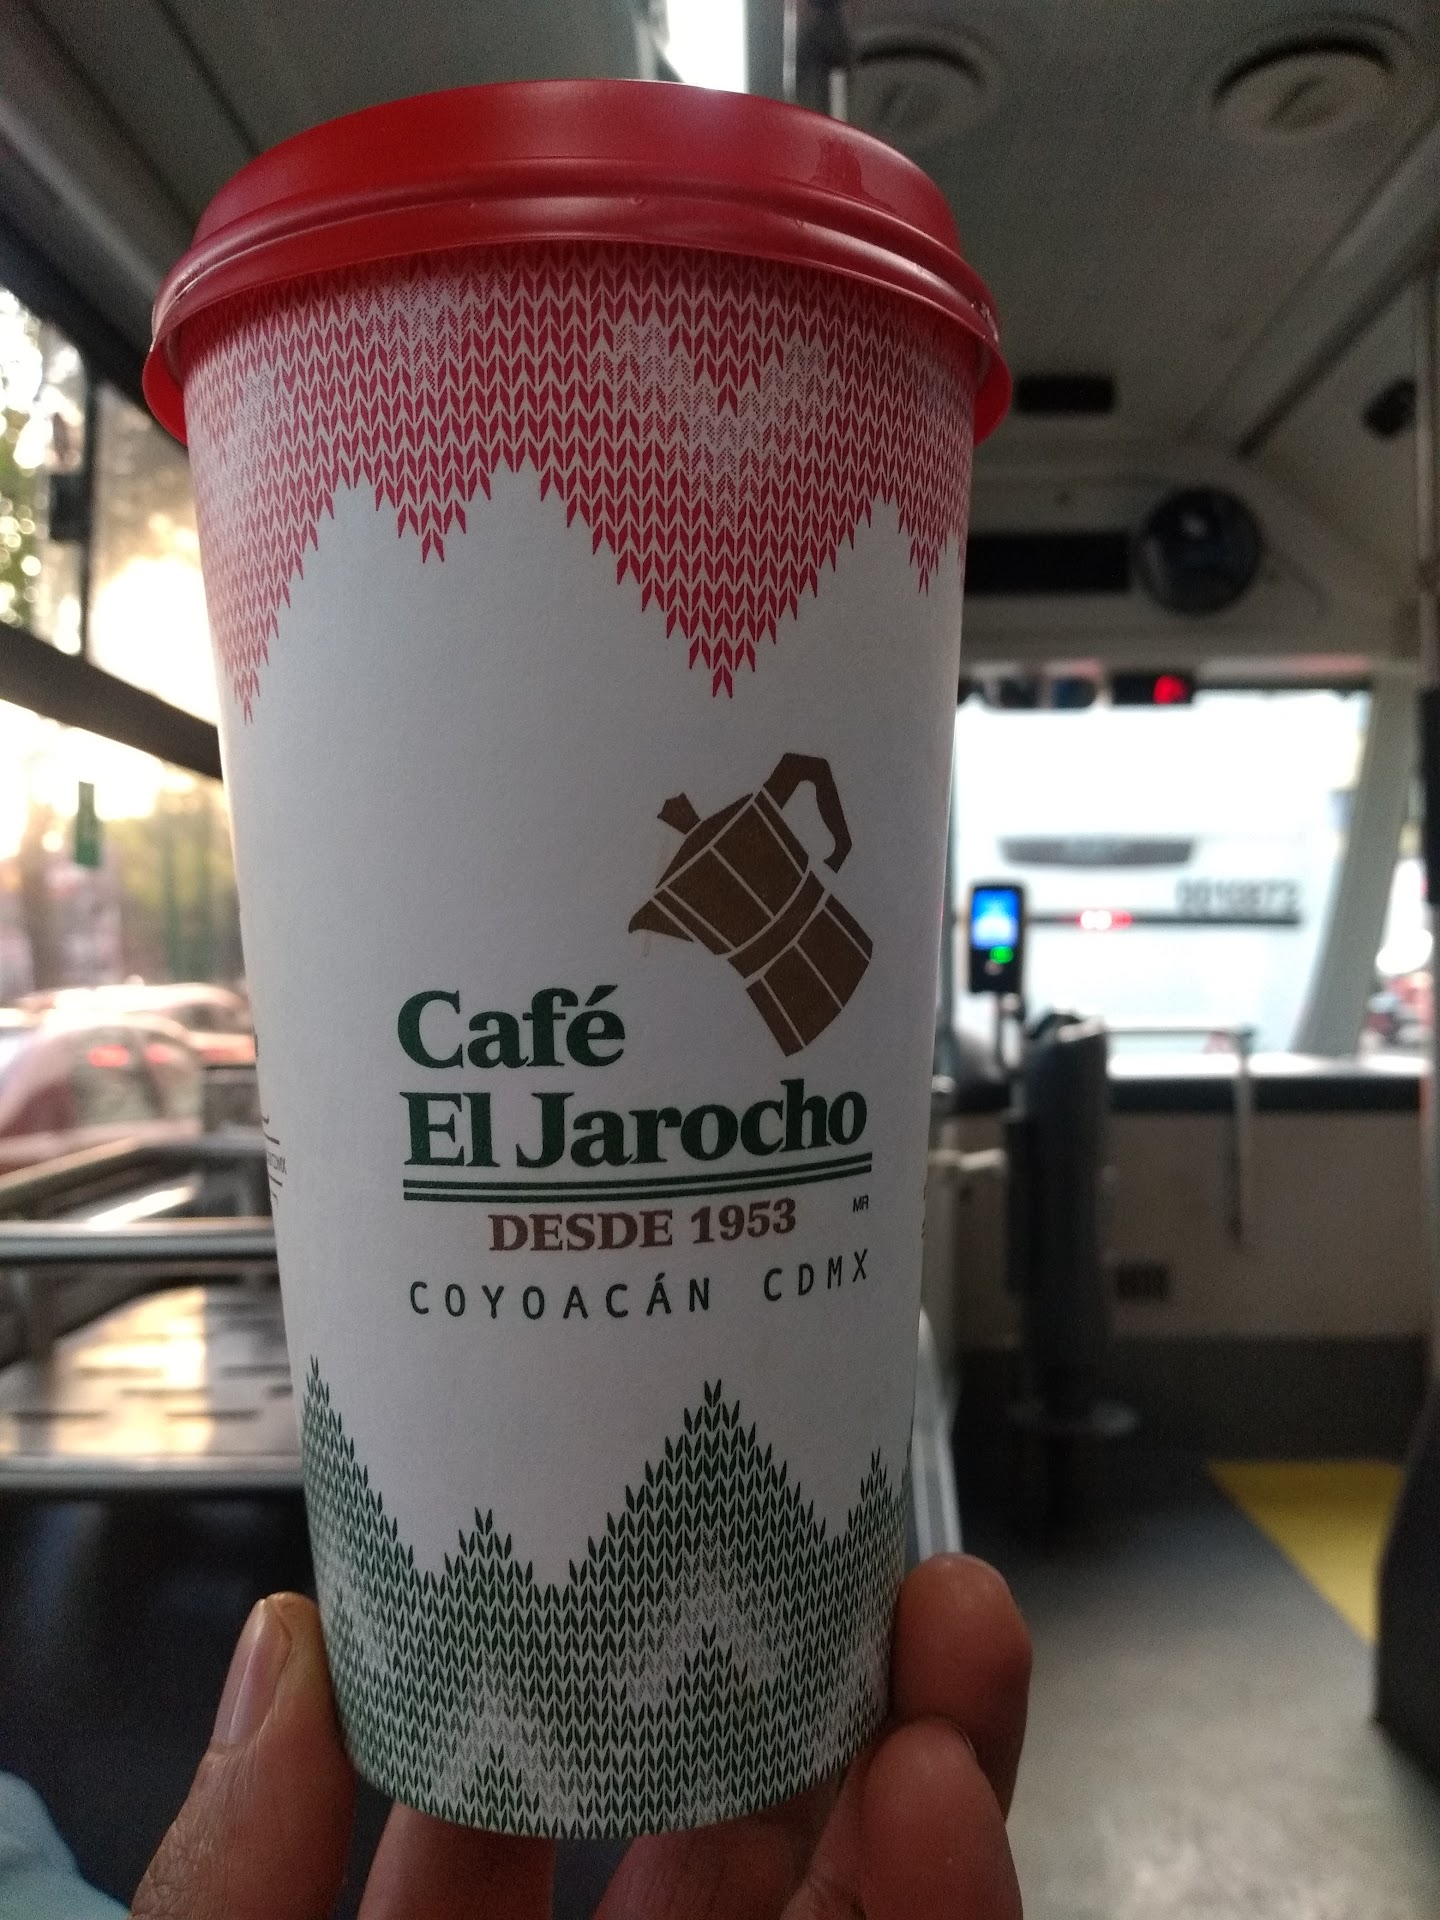 Café
El Jarocho
MR
DESDE 1953
COYOACÁN CDMX